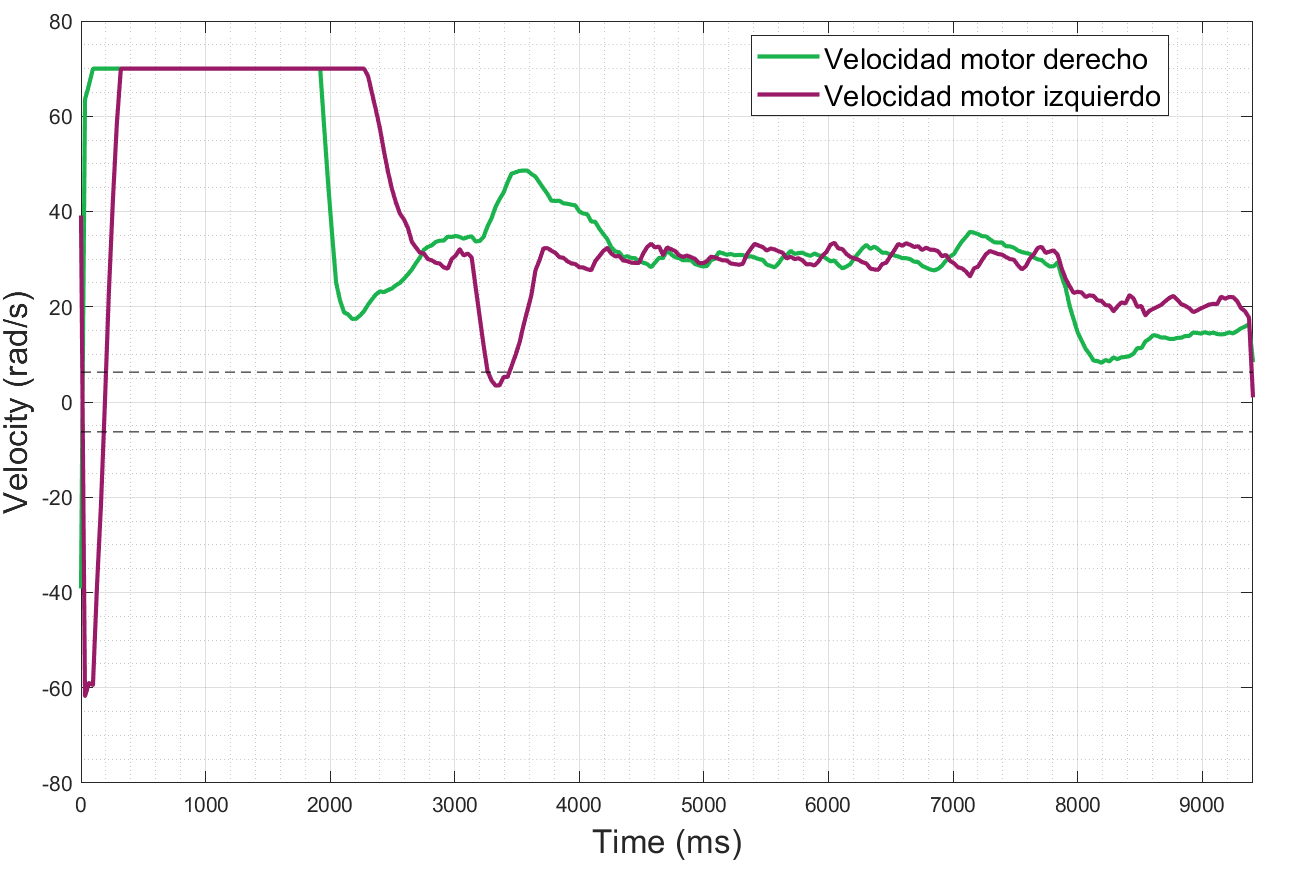 Velocidad motor derecho
Velocidad motor izquierdo
80
60
40
20
0
-20
-40
-60
-80
Velocity (rad/s)
0 1000 2000 3000 4000 5000 6000 7000 8000 9000
Time (ms)